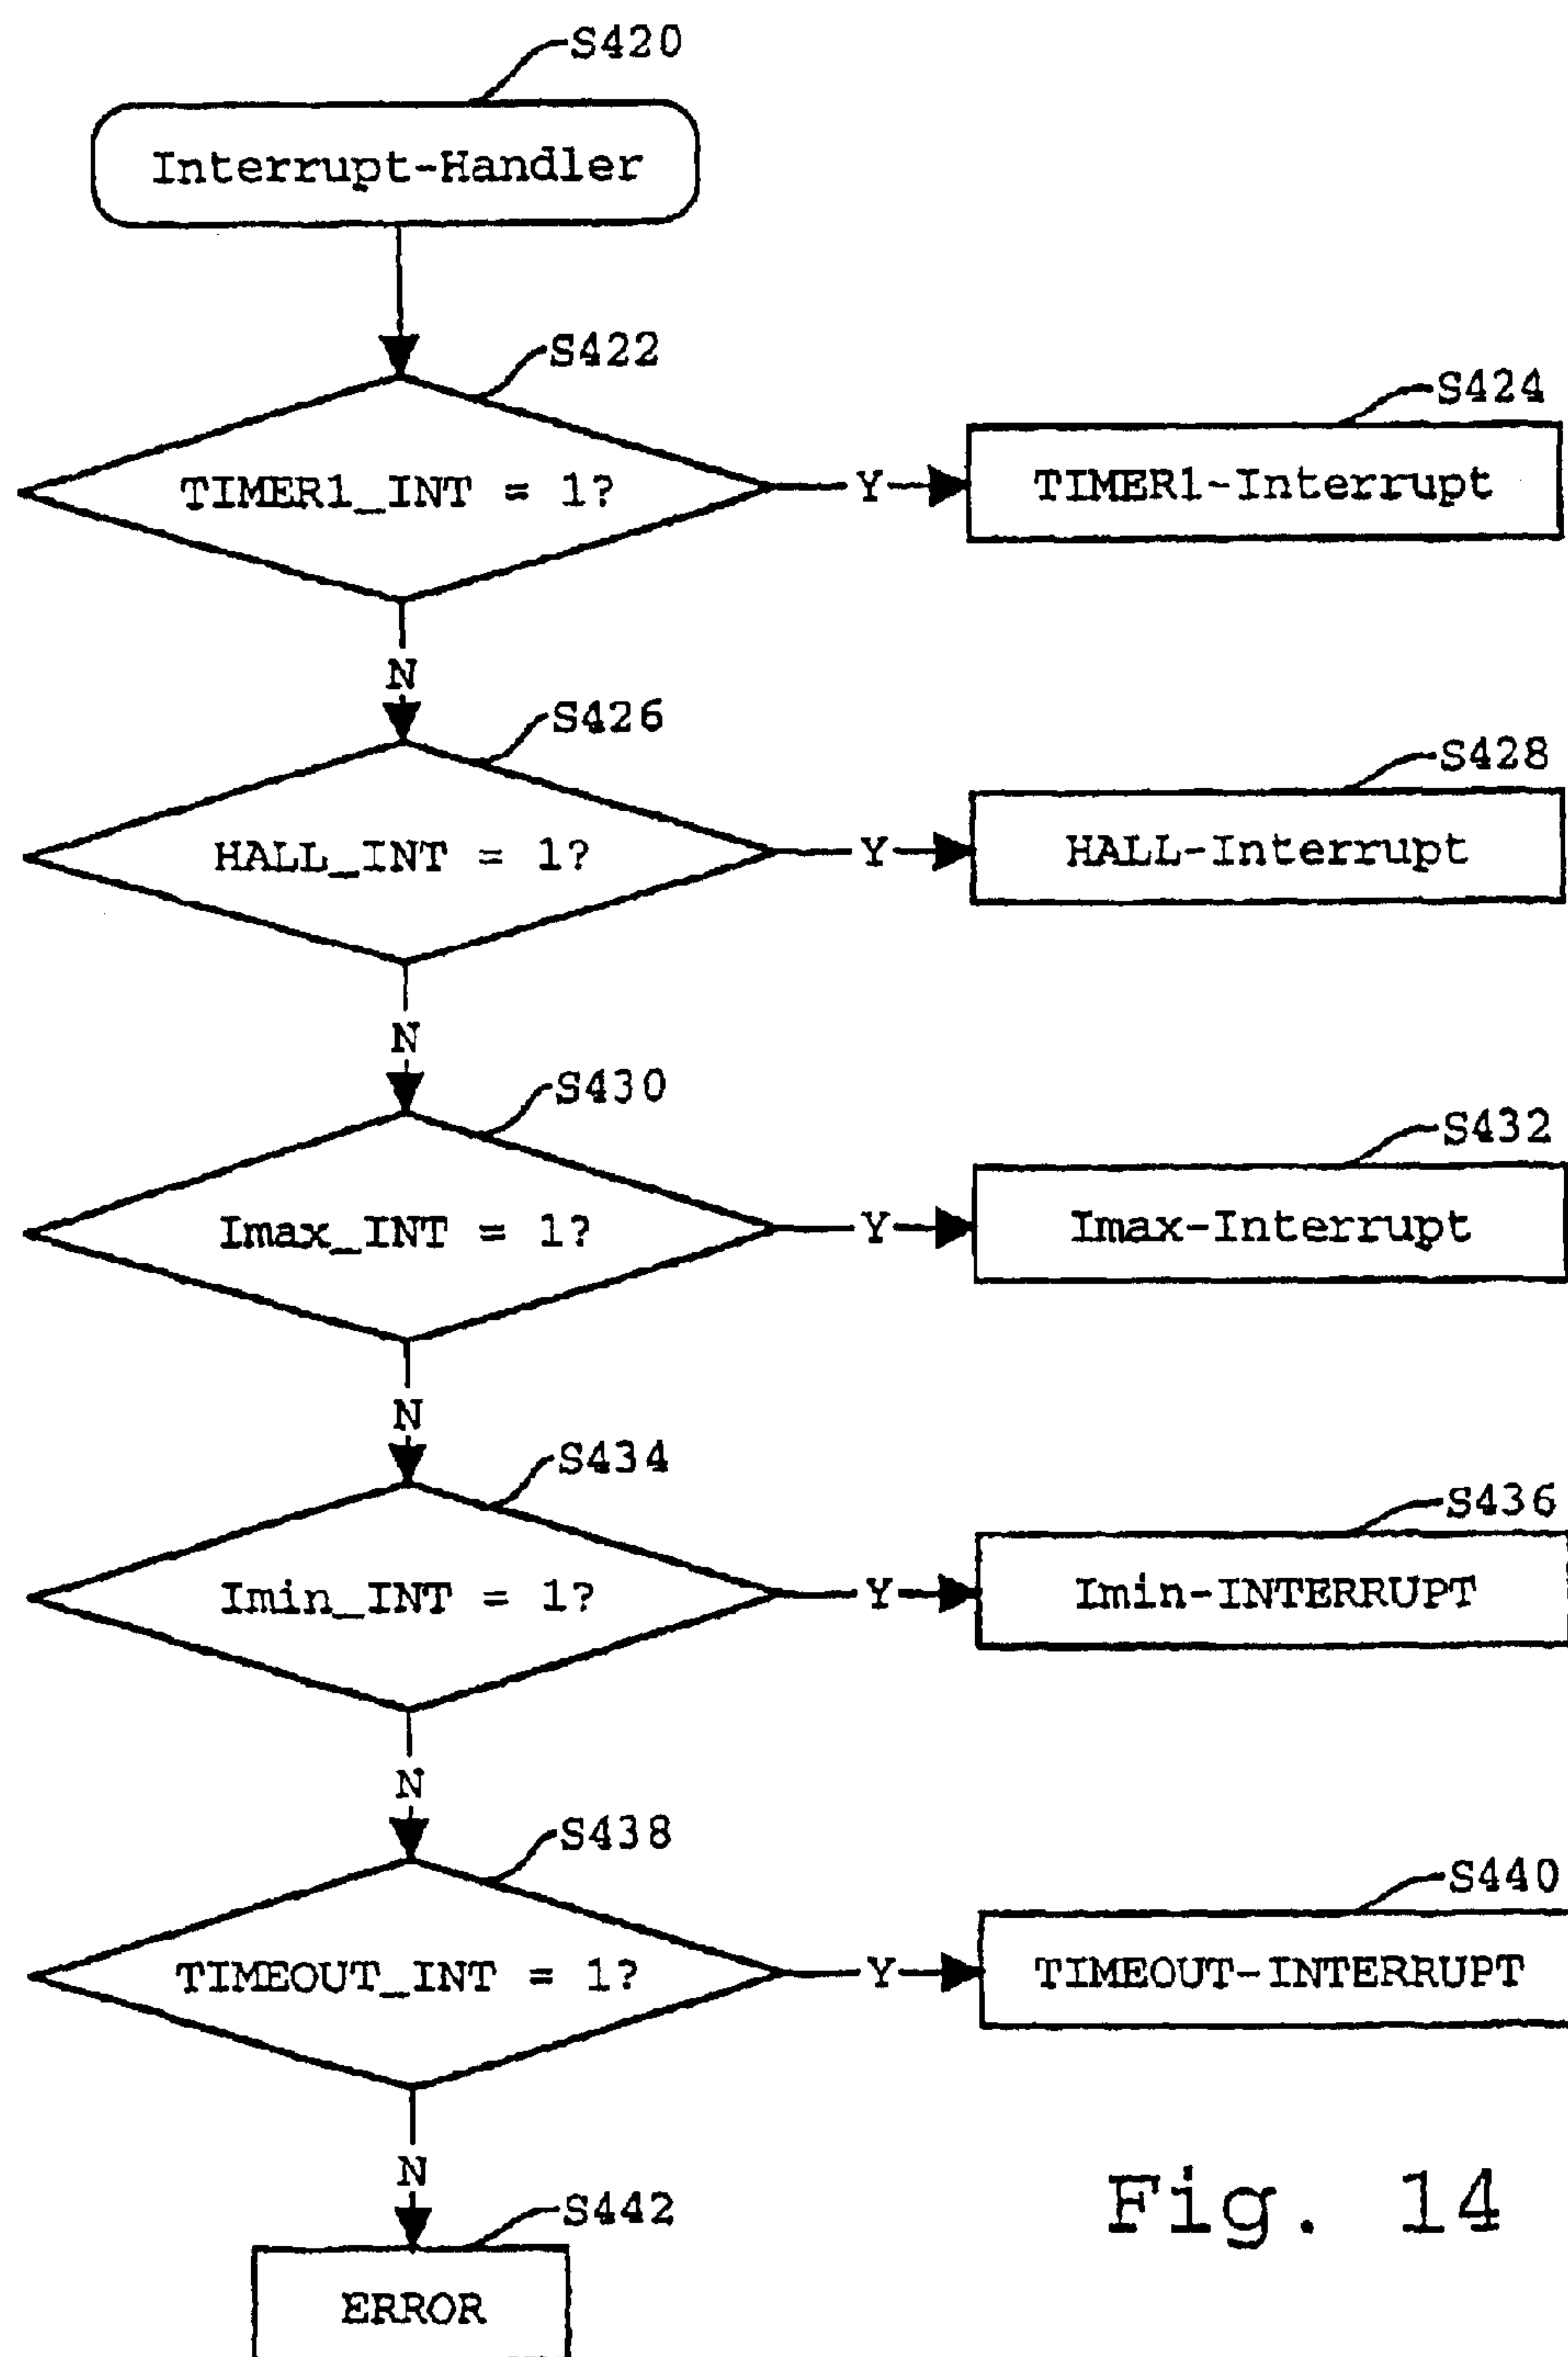 S420
Interrupt-Handler
S422
S424
TIMER1_INT = 1?
Y
TIMER1-Interrupt
N
S426
S428
HALL_INT = 1?
Y
HALL-Interrupt
N
S430
S432
Imax_INT = 1?
Y
Imax-Interrupt
N
S434
S436
Imin_INT = 1?
Y
Imin-INTERRUPT
N
S438
S440
TIMEOUT_INT = 1?
Y
TIMEOUT-INTERRUPT
N
S442
ERROR
Fig. 14